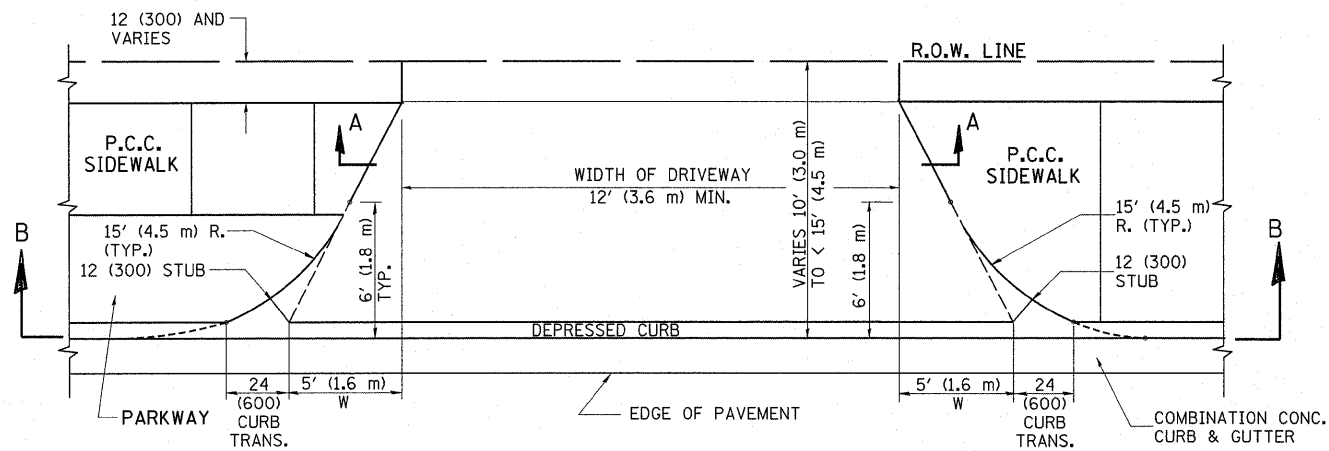 12 (300) AND
VARIES
R.O.W. LINE
A
A
P.C.C.
SIDEWALK
WIDTH OF DRIVEWAY
12' (3.6 m) MIN.
VARIES 10' (3.0 m)
TO < 15' (4.5 m)
P.C.C.
SIDEWALK
B
15' (4.5 m) R.
(TYP.)
12 (300) STUB
6' (1.8 m)
TYP.
6' (1.8 m)
15' (4.5 m)
R. (TYP.)
12 (300)
STUB
B
DEPRESSED CURB
PARKWAY
24
(600)
CURB
TRANS.
5' (1.6 m)
W
EDGE OF PAVEMENT
5' (1.6 m)
W
24
(600)
CURB
TRANS.
COMBINATION CONC.
CURB & GUTTER